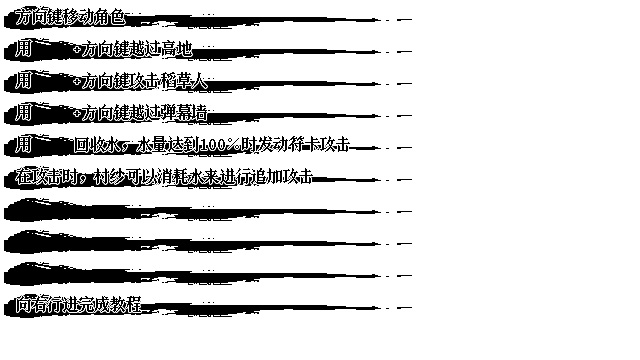 方向键移动角色
用 +方向键越过高地
用 +方向键攻击稻草人
用 +方向键越过弹幕墙
用 回收水，水量达到100%时发动符卡攻击
在攻击时，村纱可以消耗水来进行追加攻击
向右行进完成教程